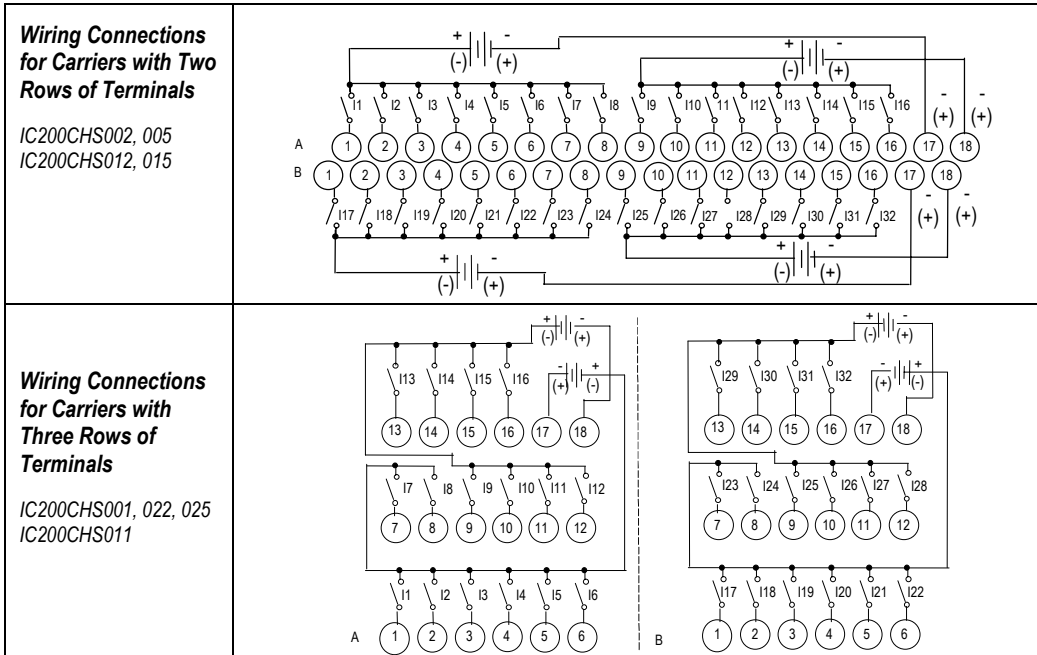 Wiring Connections
for Carriers with Two
Rows of Terminals
IC200CHS002, 005
IC200CHS012, 015
+ -
(-) (+)
+ -
(-) (+)
I1 I2 I3 I4 I5 I6 I7 I8 I9 I10 I11 I12 I13 I14 I15 I16
- (+) - (+)
A 1 2 3 4 5 6 7 8 9 10 11 12 13 14 15 16 17 18
B 1 2 3 4 5 6 7 8 9 10 11 12 13 14 15 16 17 18
I17 I18 I19 I20 I21 I22 I23 I24 I25 I26 I27 I28 I29 I30 I31 I32
- (+) - (+)
+ -
(-) (+)
+ -
(-) (+)
Wiring Connections
for Carriers with
Three Rows of
Terminals
IC200CHS001, 022, 025
IC200CHS011
+ -
(-) (+)
I13 I14 I15 I16
- +
(+) (-)
13 14 15 16 17 18
I7 I8 I9 I10 I11 I12
7 8 9 10 11 12
I1 I2 I3 I4 I5 I6
A 1 2 3 4 5 6
+ -
(-) (+)
I29 I30 I31 I32
- +
(+) (-)
13 14 15 16 17 18
I23 I24 I25 I26 I27 I28
7 8 9 10 11 12
I17 I18 I19 I20 I21 I22
B 1 2 3 4 5 6